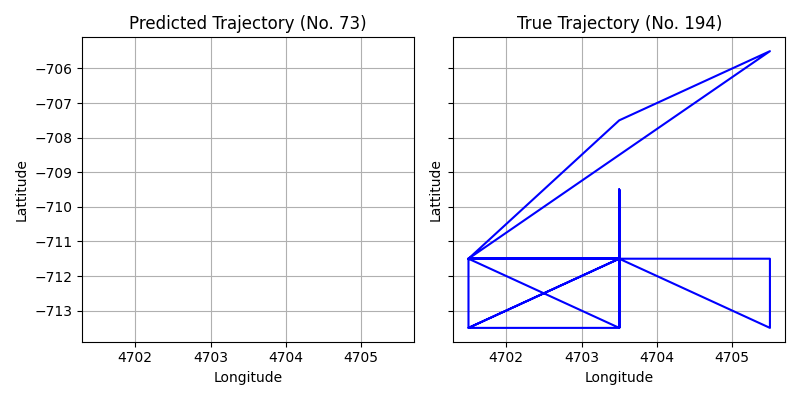 Predicted Trajectory (No. 73)
True Trajectory (No. 194)
−706
−707
−708
−709
−710
−711
−712
−713
Lattitude
Lattitude
4702
4703
4704
4705
4702
4703
4704
4705
Longitude
Longitude